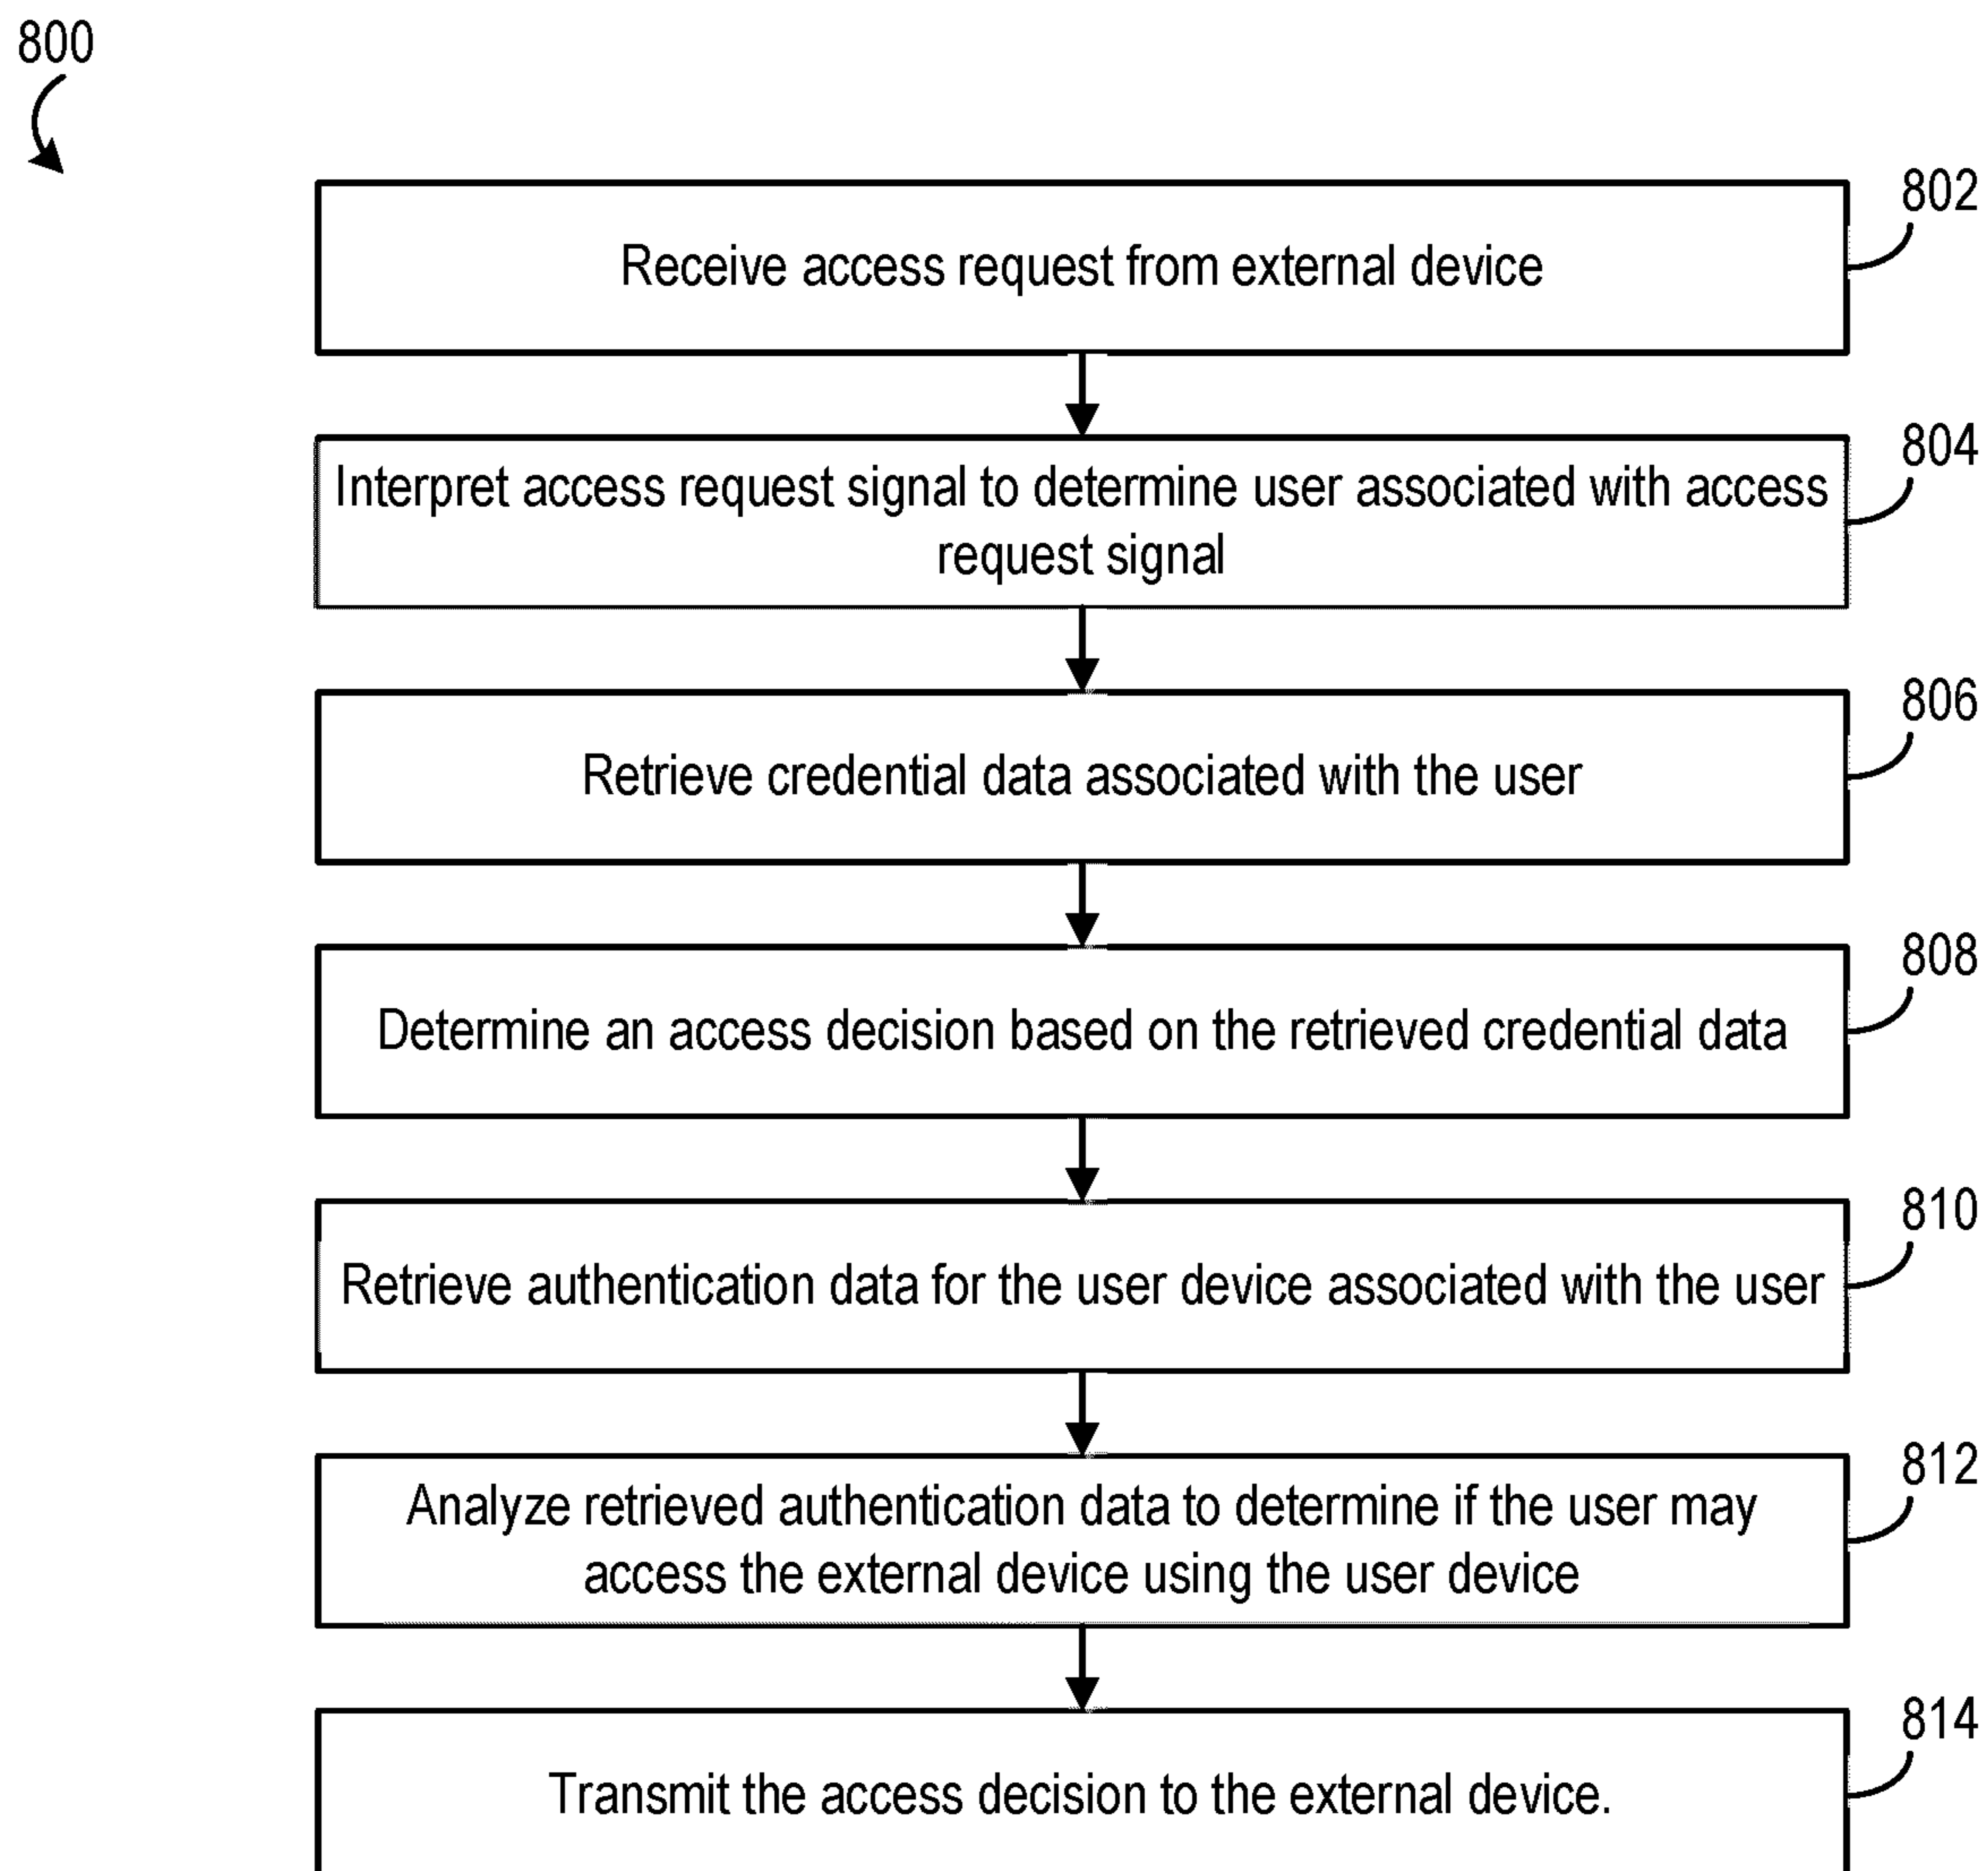 800
802
Receive access request from external device
804
Interpret access request signal to determine user associated with access
request signal
806
Retrieve credential data associated with the user
808
Determine an access decision based on the retrieved credential data
810
Retrieve authentication data for the user device associated with the user
812
Analyze retrieved authentication data to determine if the user may
access the external device using the user device
814
Transmit the access decision to the external device.